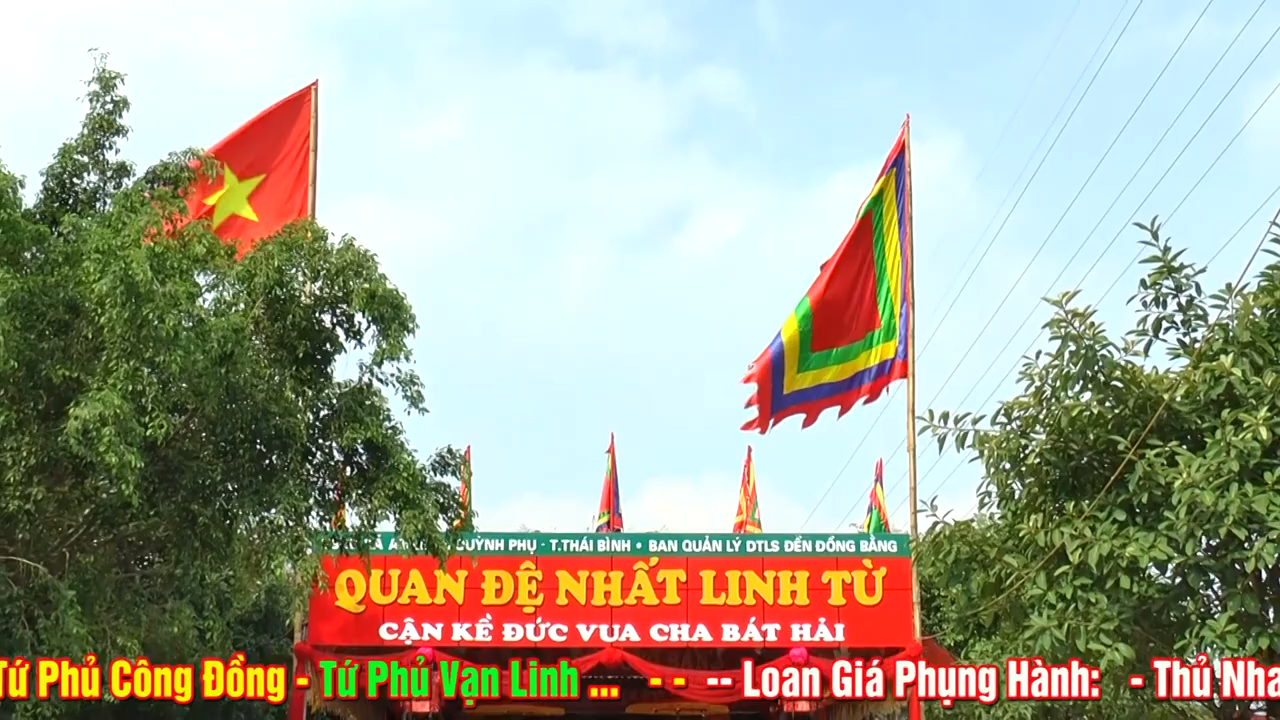 QUỲNH PHỤ - T.THÁI BÌNH • BAN QUẢN LÝ DTLS ĐỀN ĐỒNG BẰNG
QUAN ĐỆ NHẤT LINH TỪ
CẬN KỀ ĐỨC VUA CHA BÁT HẢI
Tứ Phủ Công Đồng - Tứ Phủ Vạn Linh ... - - -- Loan Giá Phụng Hành: - Thủ Nha